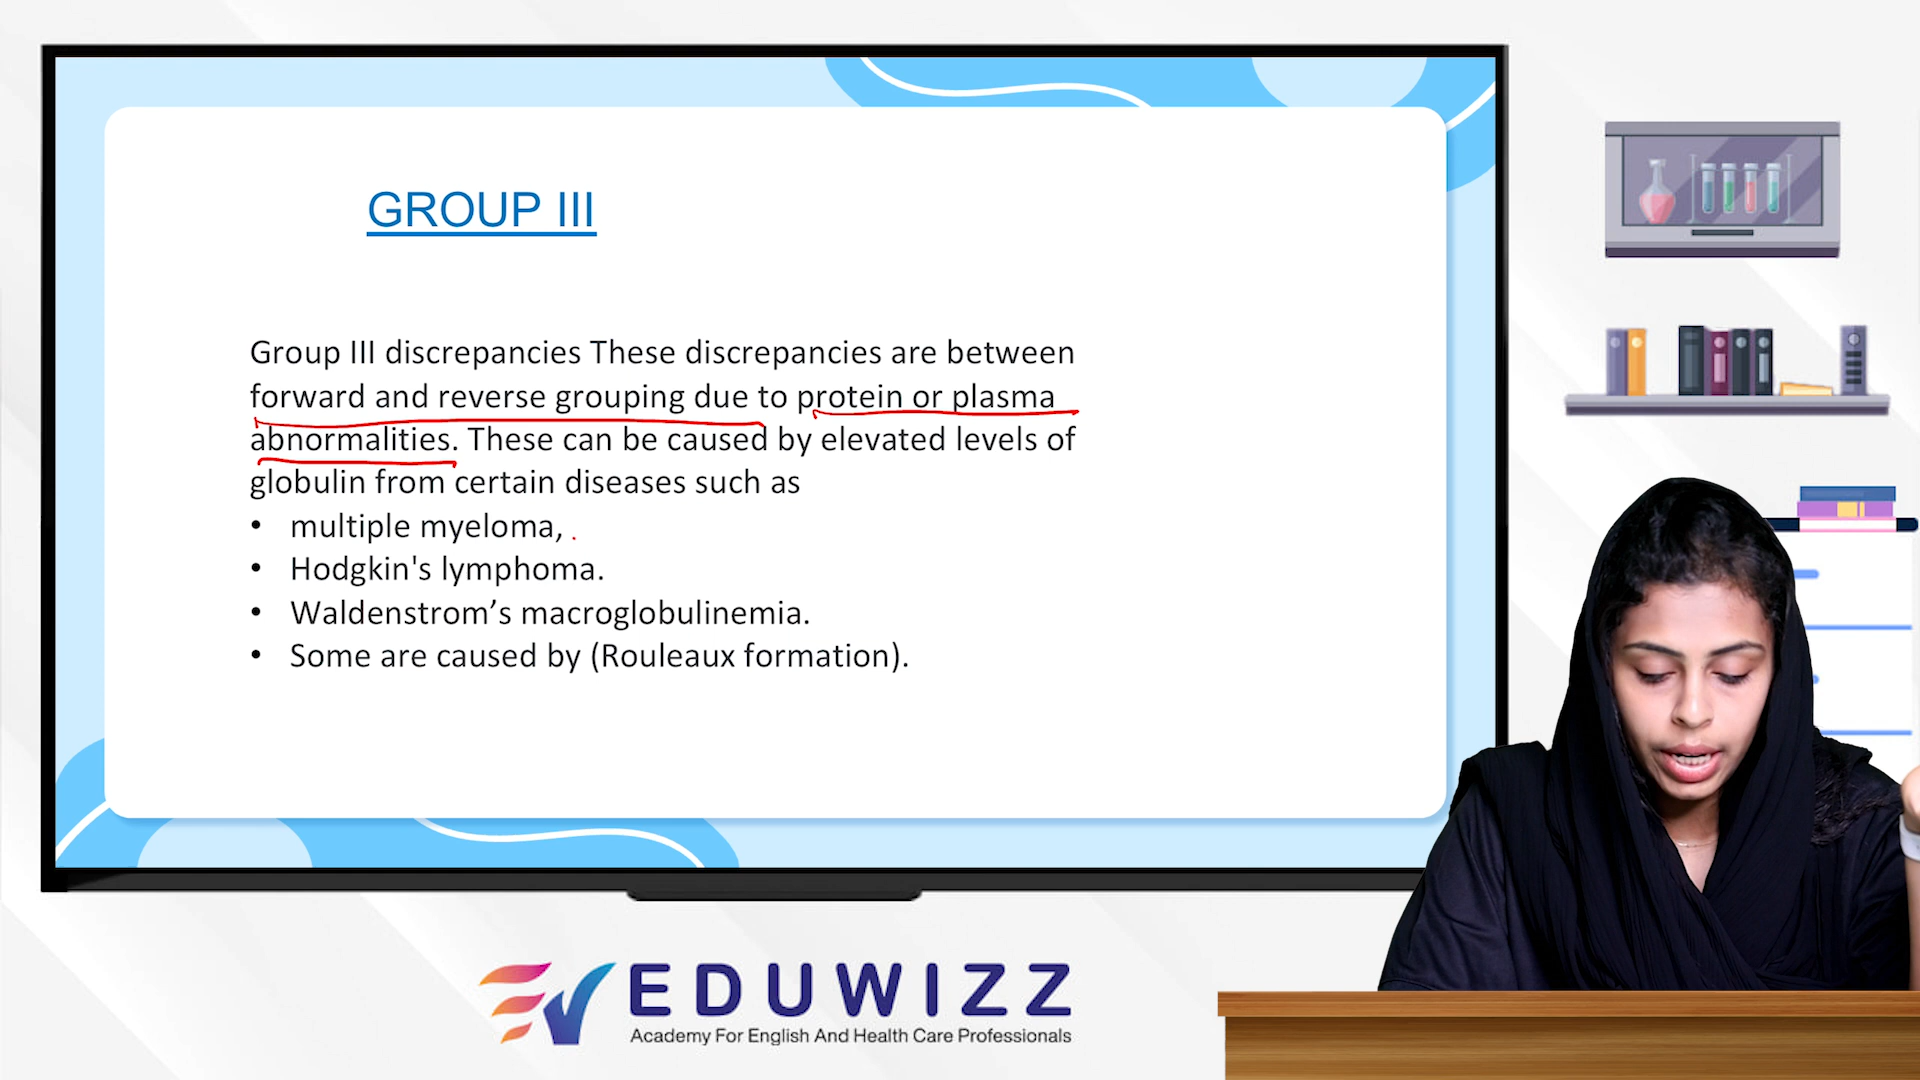 GROUP III
Group III discrepancies These discrepancies are between
forward and reverse grouping due to protein or plasma
abnormalities. These can be caused by elevated levels of
globulin from certain diseases such as
• multiple myeloma,
• Hodgkin's lymphoma.
• Waldenstrom’s macroglobulinemia.
• Some are caused by (Rouleaux formation).
EDUWIZZ
Academy For English And Health Care Professionals